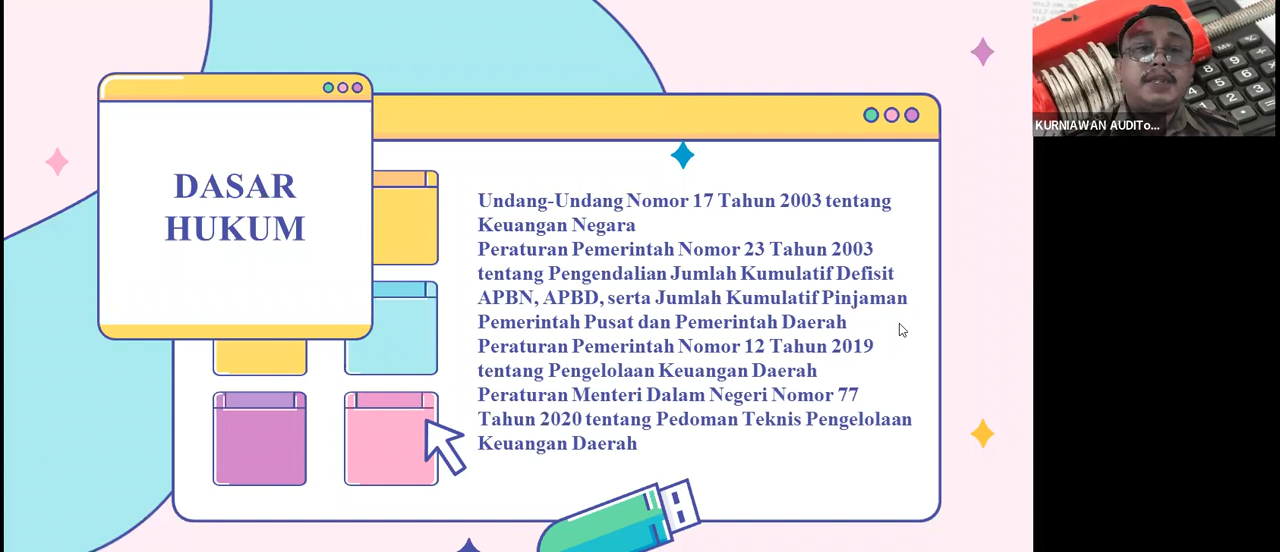 DASAR
HUKUM
Undang-Undang Nomor 17 Tahun 2003 tentang
Keuangan Negara
Peraturan Pemerintah Nomor 23 Tahun 2003
tentang Pengendalian Jumlah Kumulatif Defisit
APBN, APBD, serta Jumlah Kumulatif Pinjaman
Pemerintah Pusat dan Pemerintah Daerah
Peraturan Pemerintah Nomor 12 Tahun 2019
tentang Pengelolaan Keuangan Daerah
Peraturan Menteri Dalam Negeri Nomor 77
Tahun 2020 tentang Pedoman Teknis Pengelolaan
Keuangan Daerah
KURNIAWAN AUDITo...